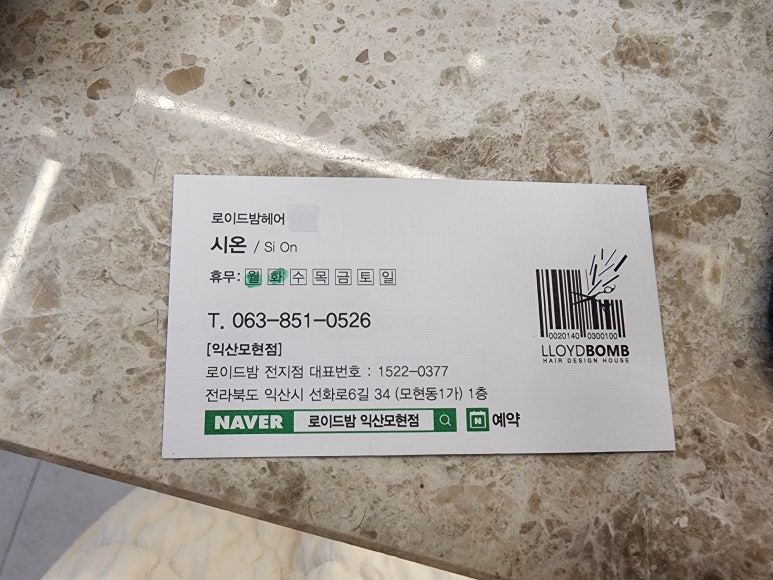 로이드밤헤어
시온 / Si On
휴무: 월 화 수 목 금 토 일
T. 063-851-0526
[익산모현점]
로이드밤 전지점 대표번호 : 1522-0377
전라북도 익산시 선화로6길 34 (모현동1가) 1층
NAVER 로이드밤 익산모현점 N 예약
0020140 0300100
LLOYDBOMB
HAIR DESIGN HOUSE